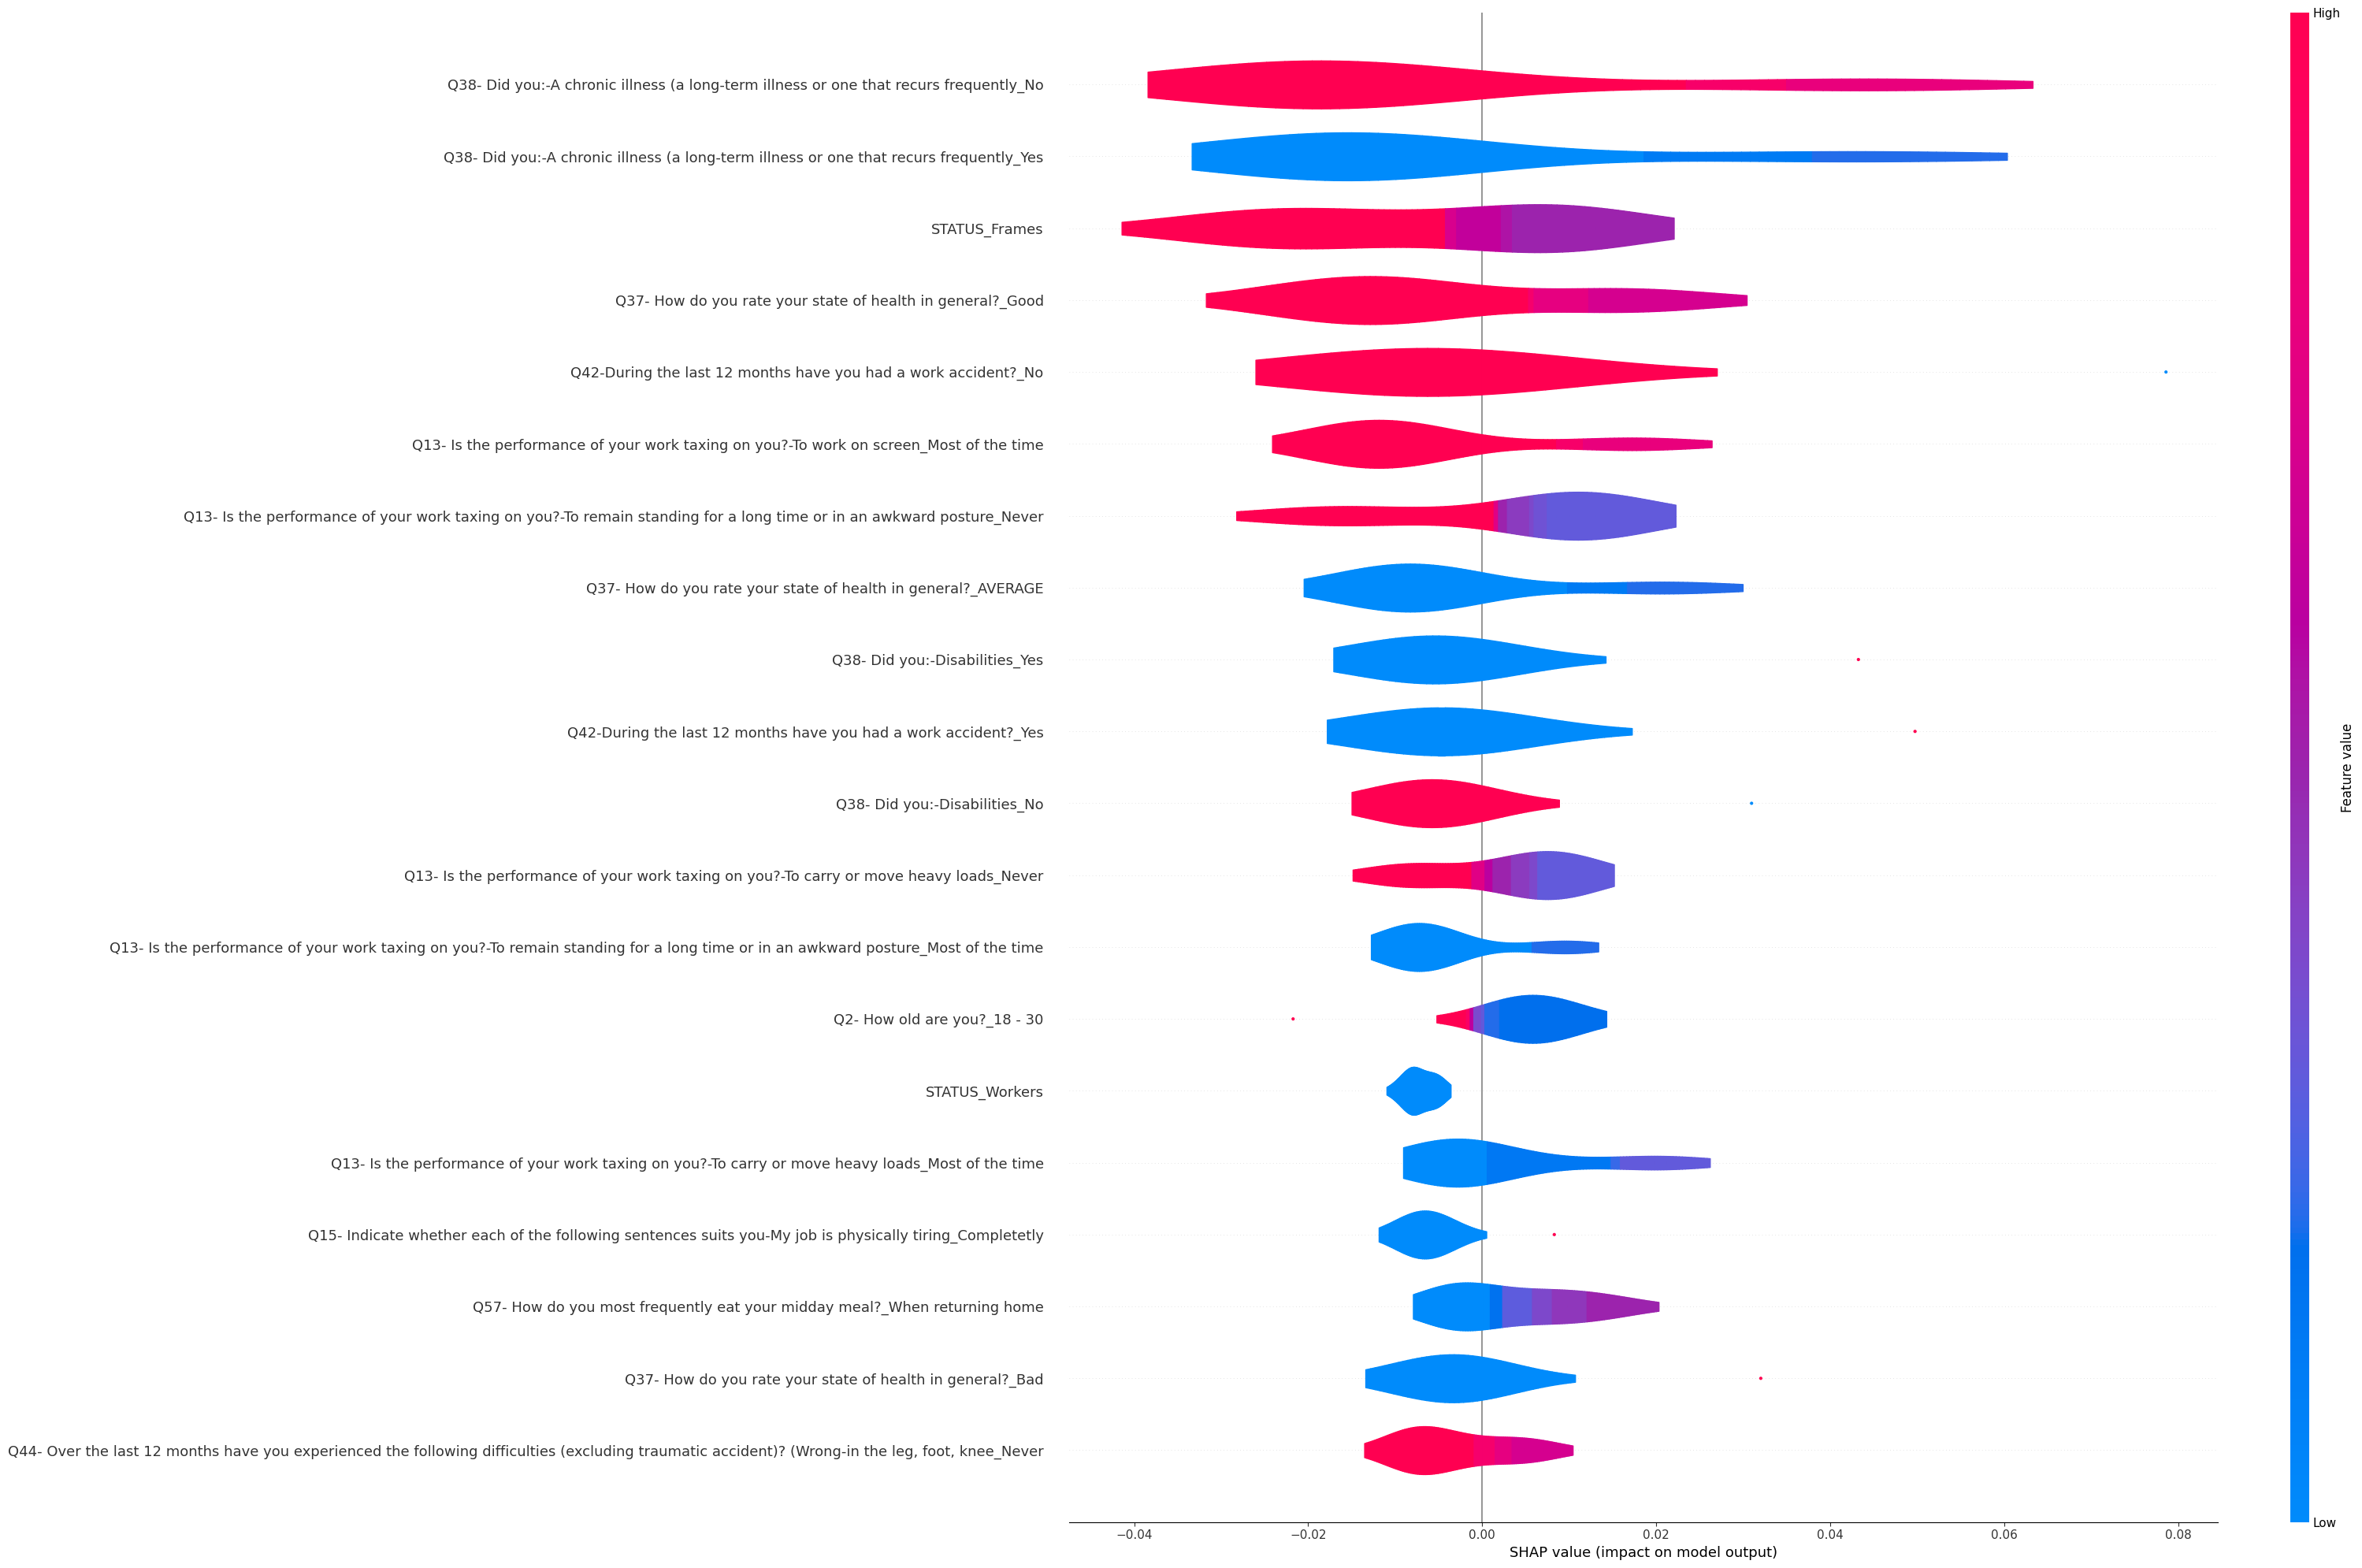 High
Q38- Did you:-A chronic illness (a long-term illness or one that recurs frequently_No
Q38- Did you:-A chronic illness (a long-term illness or one that recurs frequently_Yes
STATUS_Frames
Q37- How do you rate your state of health in general?_Good
Q42-During the last 12 months have you had a work accident?_No
Q13- Is the performance of your work taxing on you?-To work on screen_Most of the time
Q13- Is the performance of your work taxing on you?-To remain standing for a long time or in an awkward posture_Never
Q37- How do you rate your state of health in general?_AVERAGE
Q38- Did you:-Disabilities_Yes
Q42-During the last 12 months have you had a work accident?_Yes
Feature value
Q38- Did you:-Disabilities_No
Q13- Is the performance of your work taxing on you?-To carry or move heavy loads_Never
Q13- Is the performance of your work taxing on you?-To remain standing for a long time or in an awkward posture_Most of the time
Q2- How old are you?_18 - 30
STATUS_Workers
Q13- Is the performance of your work taxing on you?-To carry or move heavy loads_Most of the time
Q15- Indicate whether each of the following sentences suits you-My job is physically tiring_Completetly
Q57- How do you most frequently eat your midday meal?_When returning home
Q37- How do you rate your state of health in general?_Bad
Q44- Over the last 12 months have you experienced the following difficulties (excluding traumatic accident)? (Wrong-in the leg, foot, knee_Never
Low
−0.04 −0.02 0.00 0.02 0.04 0.06 0.08
SHAP value (impact on model output)